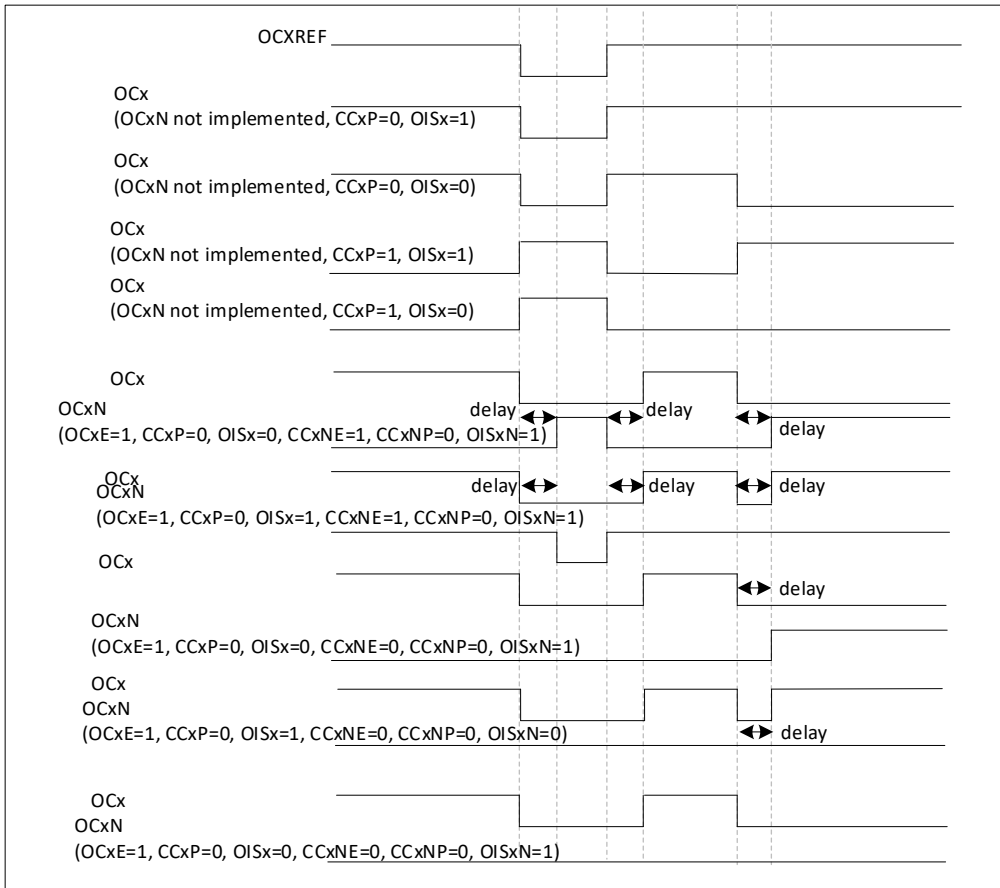 OCXREF
OCx
(OCxN not implemented, CCxP=0, OISx=1)
OCx
(OCxN not implemented, CCxP=0, OISx=0)
OCx
(OCxN not implemented, CCxP=1, OISx=1)
OCx
(OCxN not implemented, CCxP=1, OISx=0)
OCx
OCxN
delay
delay
delay
(OCxE=1, CCxP=0, OISx=0, CCxNE=1, CCxNP=0, OISxN=1)
OCx
OCxN
delay
delay
delay
(OCxE=1, CCxP=0, OISx=1, CCxNE=1, CCxNP=0, OISxN=1)
OCx
delay
OCxN
(OCxE=1, CCxP=0, OISx=0, CCxNE=0, CCxNP=0, OISxN=1)
OCx
OCxN
(OCxE=1, CCxP=0, OISx=1, CCxNE=0, CCxNP=0, OISxN=0)
delay
OCx
OCxN
(OCxE=1, CCxP=0, OISx=0, CCxNE=0, CCxNP=0, OISxN=1)